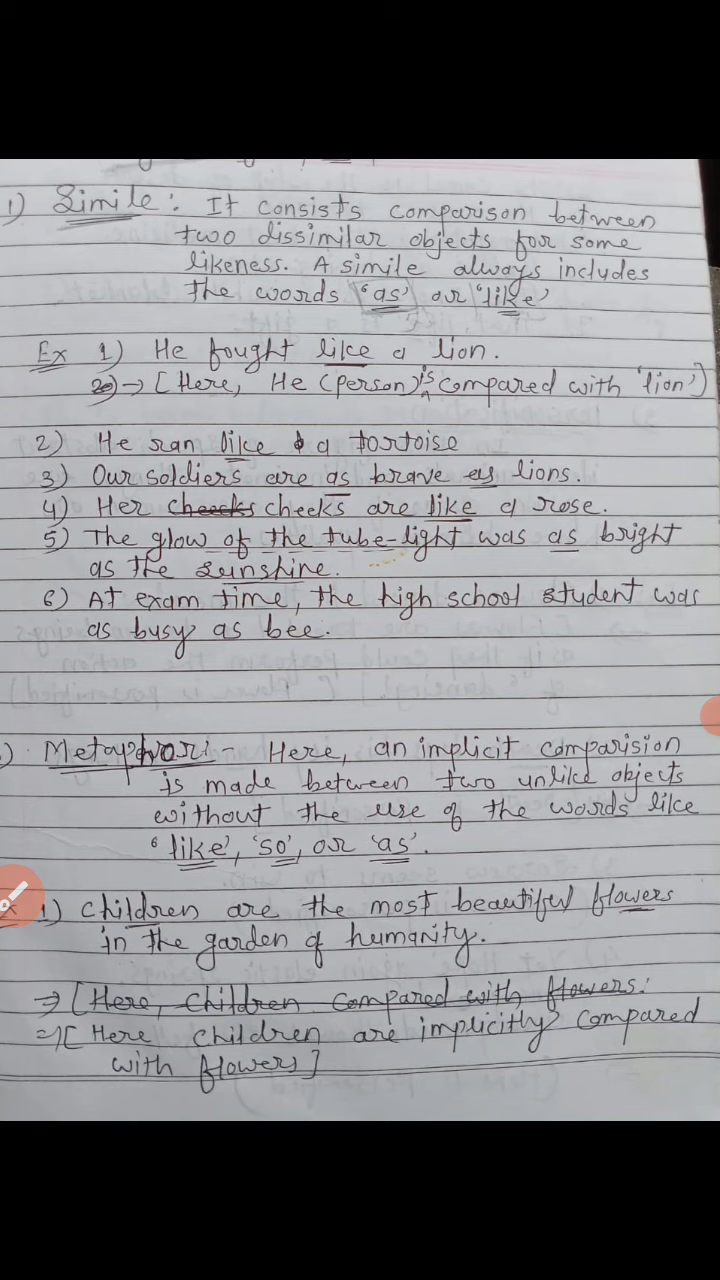 1) Simile: It consists comparison between
two dissimilar objects for some
likeness. A simile always includes
the words 'as' or 'like'
Ex 1) He fought like a lion.
→ [Here, He (person) is compared with 'lion')
2) He ran like a tortoise
3) Our soldiers are as brave as lions.
4) Her cheeks cheeks are like a rose.
5) The glow of the tube-light was as bright
as the sunshine.
6) At exam time, the high school student was
as busy as bee.
) Metaphor:- Here, an implicit comparision
is made between two unlike objects
without the use of the words like
'like', 'so', or 'as'.
1) Children are the most beautiful flowers
in the garden of humanity.
→ [Here, Children compared with flowers.
→ [Here children are implicitly compared
with flowers]